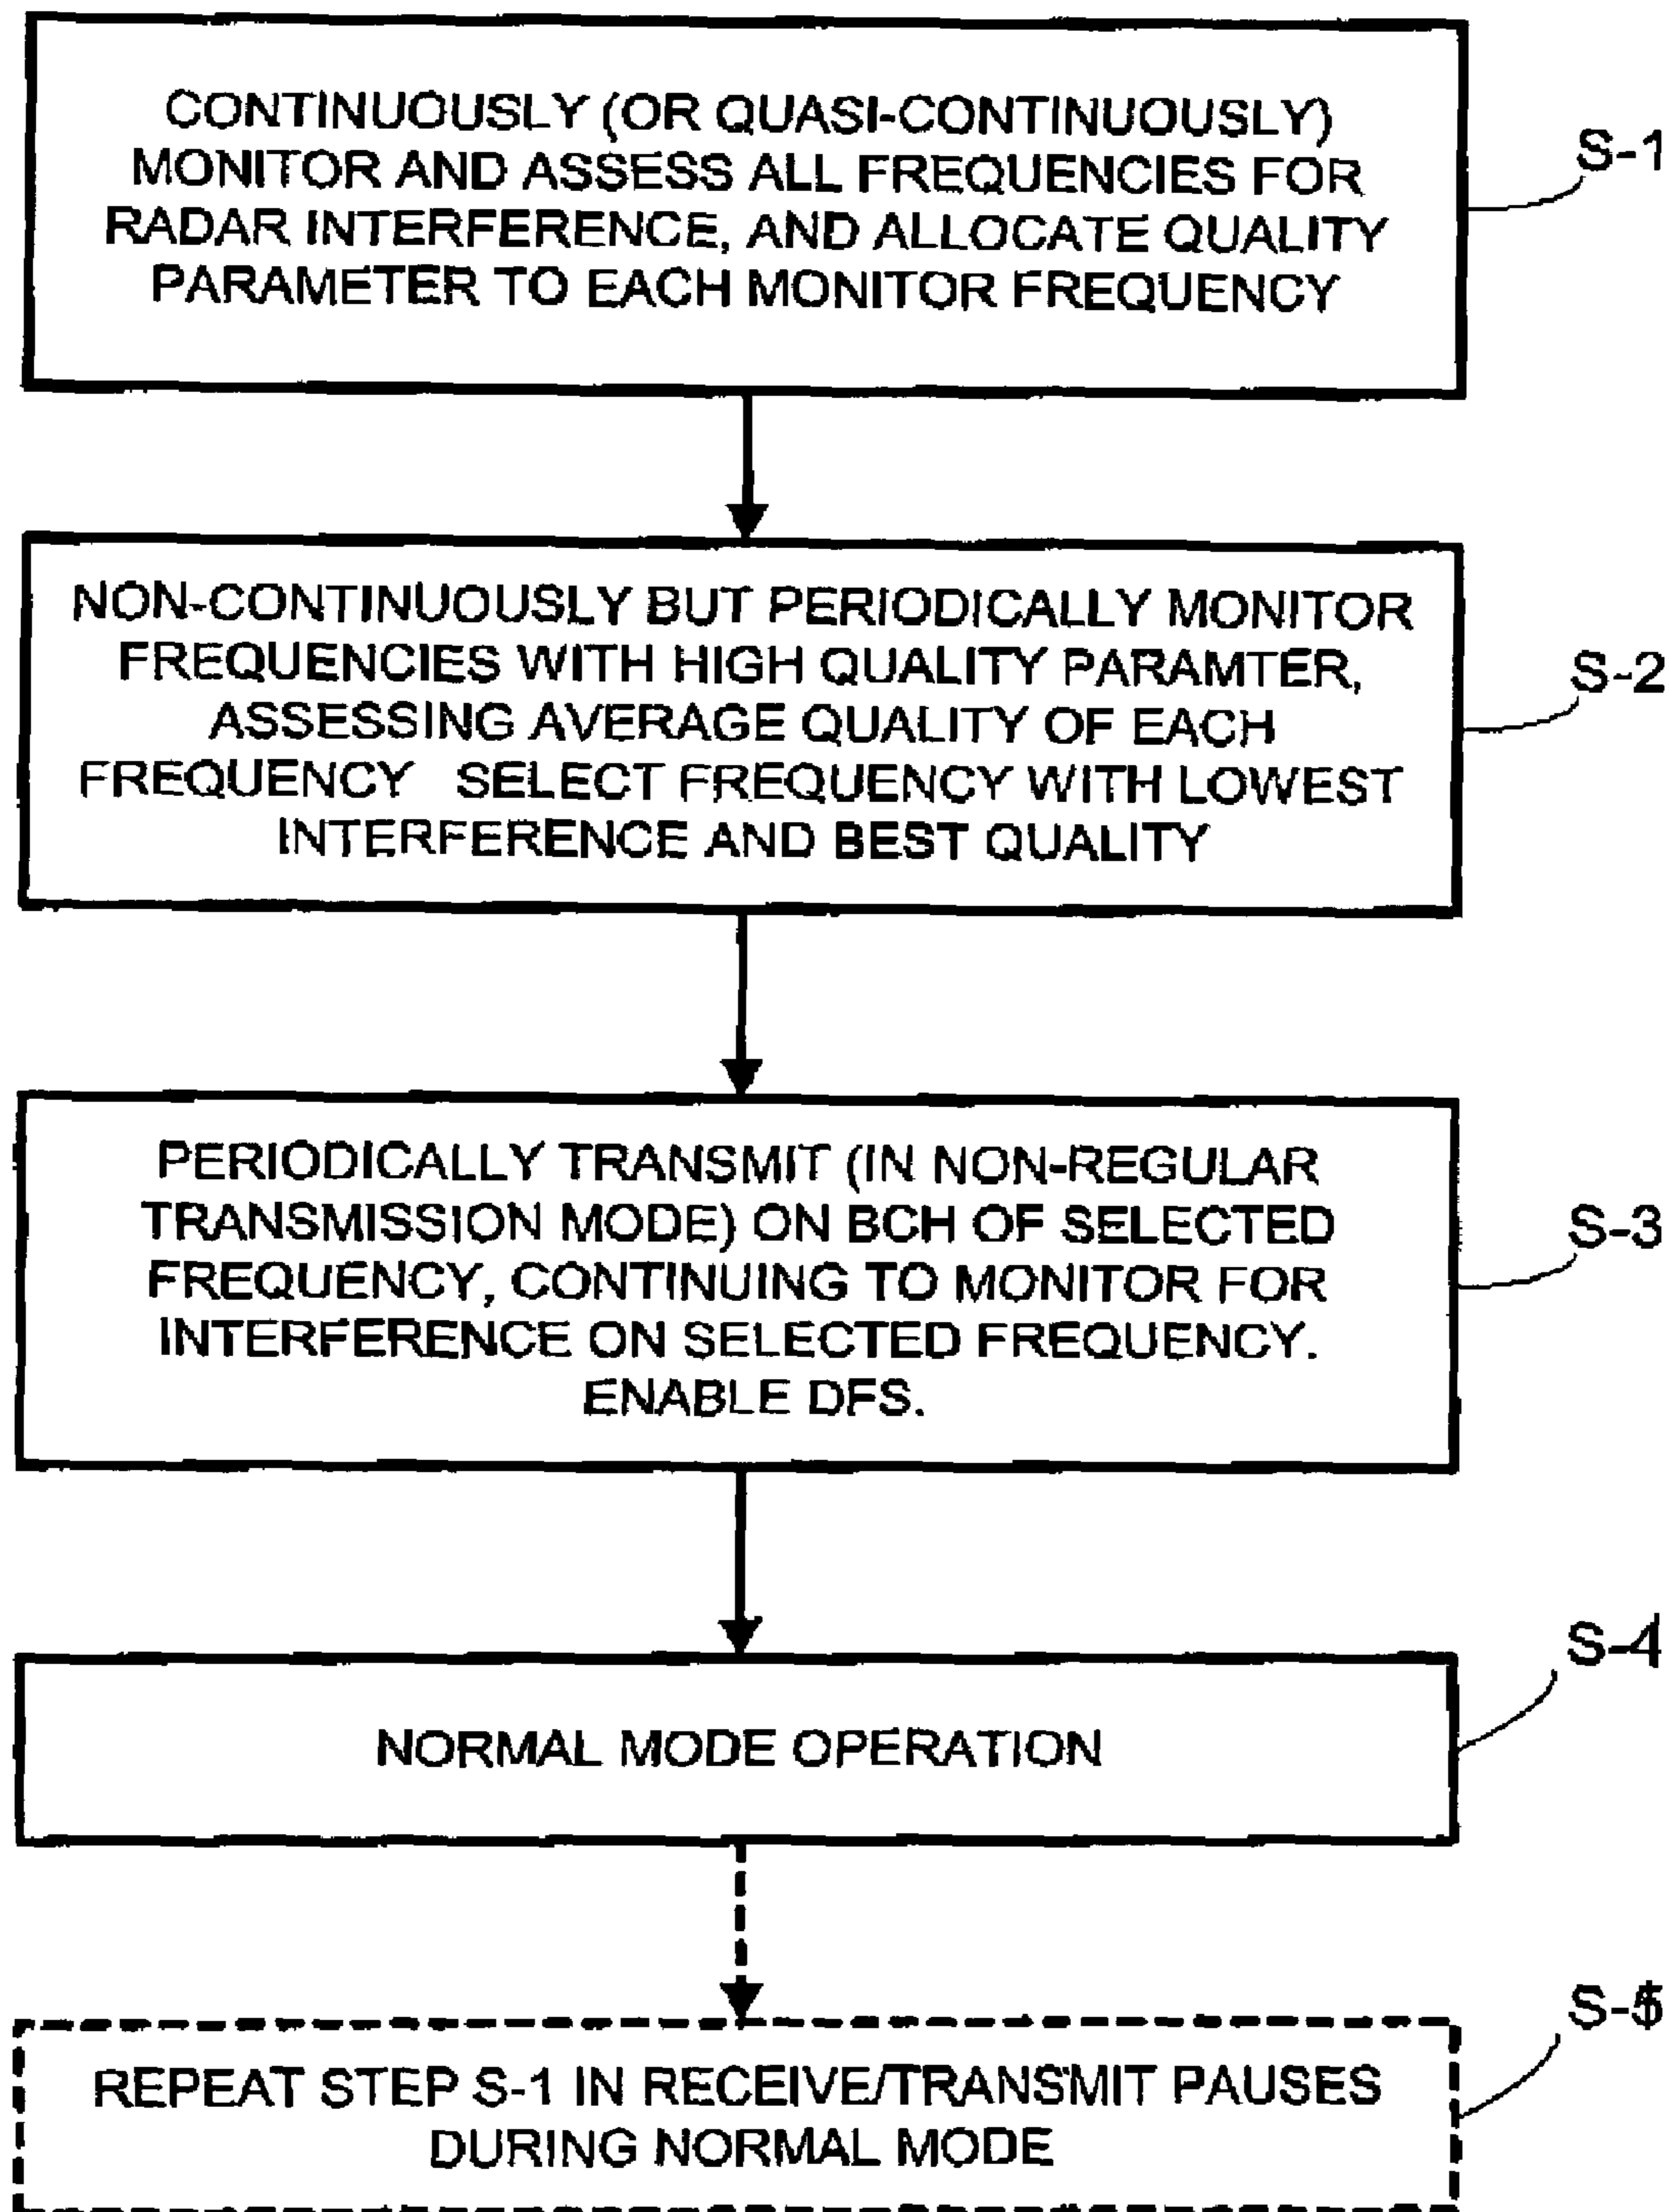 CONTINUOUSLY (OR QUASI-CONTINUOUSLY)
MONITOR AND ASSESS ALL FREQUENCIES FOR
RADAR INTERFERENCE, AND ALLOCATE QUALITY
PARAMETER TO EACH MONITOR FREQUENCY
S-1
NON-CONTINUOUSLY BUT PERIODICALLY MONITOR
FREQUENCIES WITH HIGH QUALITY PARAMTER,
ASSESSING AVERAGE QUALITY OF EACH
FREQUENCY SELECT FREQUENCY WITH LOWEST
INTERFERENCE AND BEST QUALITY
S-2
PERIODICALLY TRANSMIT (IN NON-REGULAR
TRANSMISSION MODE) ON BCH OF SELECTED
FREQUENCY, CONTINUING TO MONITOR FOR
INTERFERENCE ON SELECTED FREQUENCY.
ENABLE DFS.
S-3
NORMAL MODE OPERATION
S-4
REPEAT STEP S-1 IN RECEIVE/TRANSMIT PAUSES
DURING NORMAL MODE
S-5